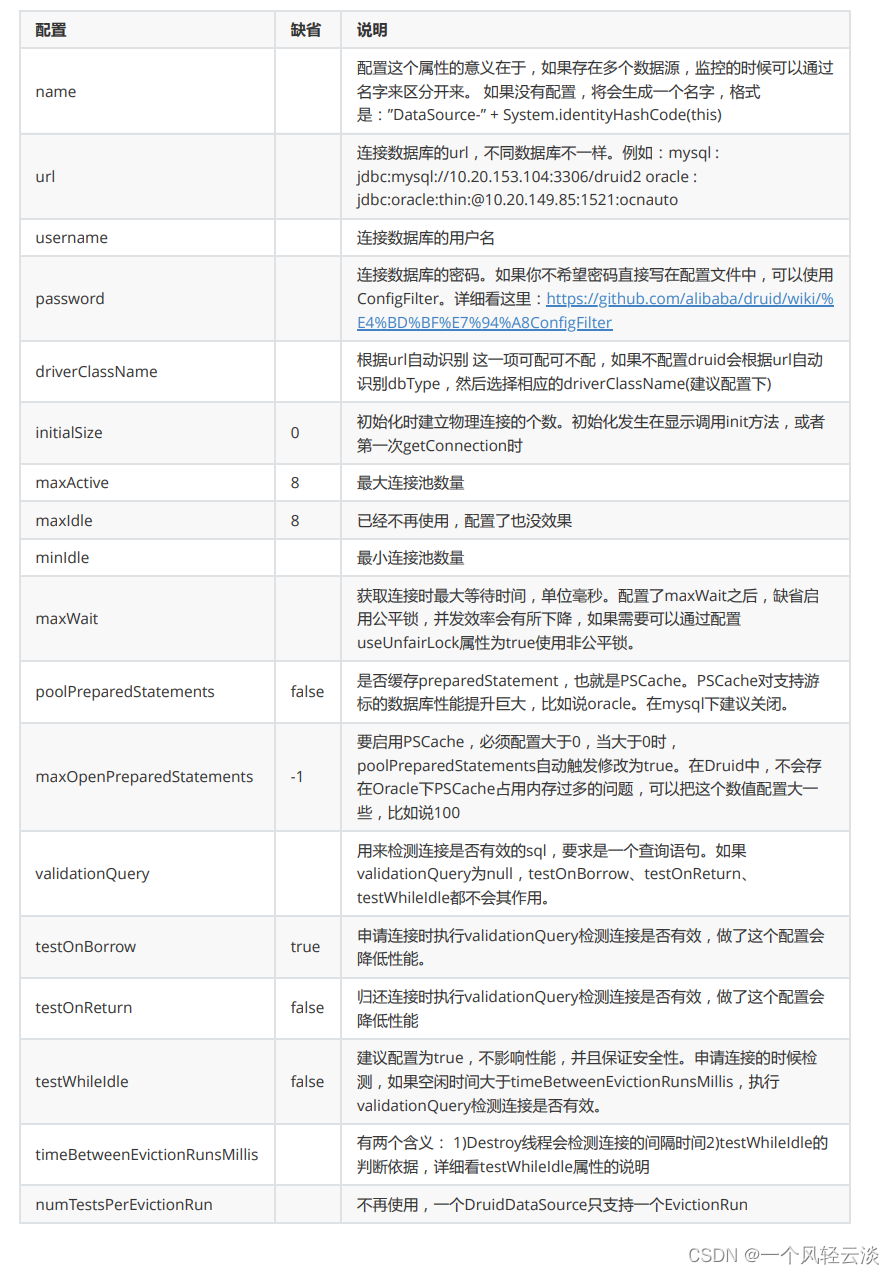 配置 缺省 说明
name
配置这个属性的意义在于，如果存在多个数据源，监控的时候可以通过
名字来区分开来。 如果没有配置，将会生成一个名字，格式
是：”DataSource-” + System.identityHashCode(this)
url
连接数据库的url，不同数据库不一样。例如：mysql :
jdbc:mysql://10.20.153.104:3306/druid2 oracle :
jdbc:oracle:thin:@10.20.149.85:1521:ocnauto
username 连接数据库的用户名
password
连接数据库的密码。如果你不希望密码直接写在配置文件中，可以使用
ConfigFilter。详细看这里：https://github.com/alibaba/druid/wiki/%
E4%BD%BF%E7%94%A8ConfigFilter
driverClassName
根据url自动识别 这一项可配可不配，如果不配置druid会根据url自动
识别dbType，然后选择相应的driverClassName(建议配置下)
initialSize 0
初始化时建立物理连接的个数。初始化发生在显示调用init方法，或者
第一次getConnection时
maxActive 8 最大连接池数量
maxIdle 8 已经不再使用，配置了也没效果
minIdle 最小连接池数量
maxWait
获取连接时最大等待时间，单位毫秒。配置了maxWait之后，缺省启
用公平锁，并发效率会有所下降，如果需要可以通过配置
useUnfairLock属性为true使用非公平锁。
poolPreparedStatements false
是否缓存preparedStatement，也就是PSCache。PSCache对支持游
标的数据库性能提升巨大，比如说oracle。在mysql下建议关闭。
maxOpenPreparedStatements -1
要启用PSCache，必须配置大于0，当大于0时，
poolPreparedStatements自动触发修改为true。在Druid中，不会存
在Oracle下PSCache占用内存过多的问题，可以把这个数值配置大一
些，比如说100
validationQuery
用来检测连接是否有效的sql，要求是一个查询语句。如果
validationQuery为null，testOnBorrow、testOnReturn、
testWhileIdle都不会其作用。
testOnBorrow true
申请连接时执行validationQuery检测连接是否有效，做了这个配置会
降低性能。
testOnReturn false
归还连接时执行validationQuery检测连接是否有效，做了这个配置会
降低性能
testWhileIdle false
建议配置为true，不影响性能，并且保证安全性。申请连接的时候检
测，如果空闲时间大于timeBetweenEvictionRunsMillis，执行
validationQuery检测连接是否有效。
timeBetweenEvictionRunsMillis
有两个含义： 1)Destroy线程会检测连接的间隔时间2)testWhileIdle的
判断依据，详细看testWhileIdle属性的说明
numTestsPerEvictionRun 不再使用，一个DruidDataSource只支持一个EvictionRun
CSDN @一个风轻云淡